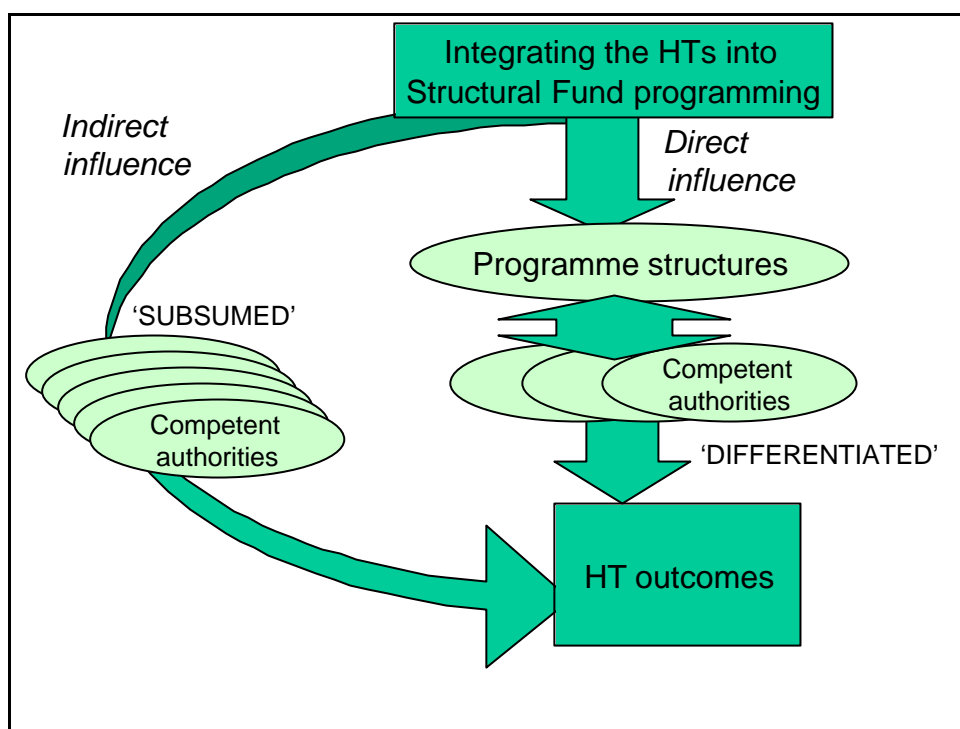 Integrating the HTs into
Structural Fund programming
Indirect
influence
Direct
influence
Programme structures
‘SUBSUMED’
Competent
authorities
Competent
authorities
‘DIFFERENTIATED’
HT outcomes